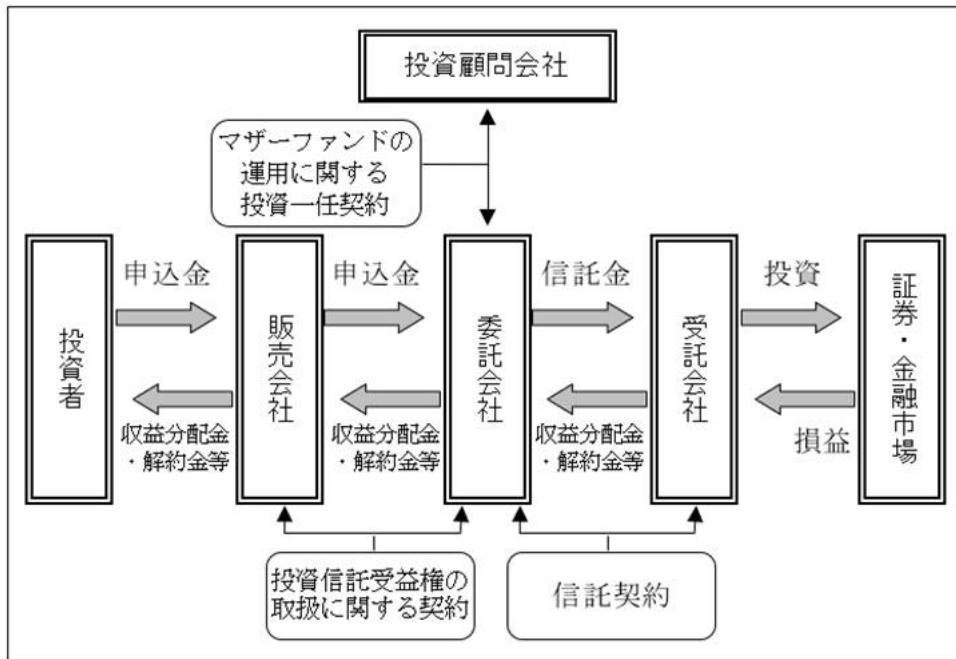 投資顧問会社
マザーファンドの
運用に関する
投資一任契約
投資者
申込金
収益分配金
・解約金等
販売会社
申込金
収益分配金
・解約金等
委託会社
信託金
収益分配金
・解約金等
受託会社
投資
損益
証券・金融市場
投資信託受益権の
取扱に関する契約
信託契約